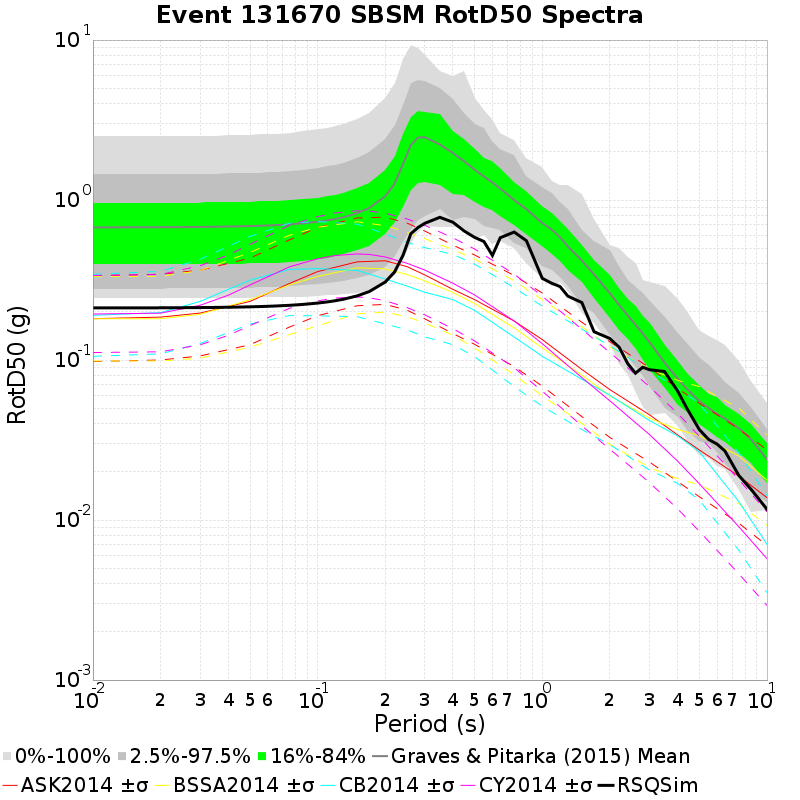 Event 131670 SBSM RotD50 Spectra
10^1
10^0
10^-1
10^-2
10^-3
RotD50 (g)
10^-2 2 3 4 5 6 10^-1 2 3 4 5 6 7 10^0 2 3 4 5 6 7 10^1
Period (s)
0%-100% 2.5%-97.5% 16%-84% Graves & Pitarka (2015) Mean
ASK2014 ±σ BSSA2014 ±σ CB2014 ±σ CY2014 ±σ RSQSim